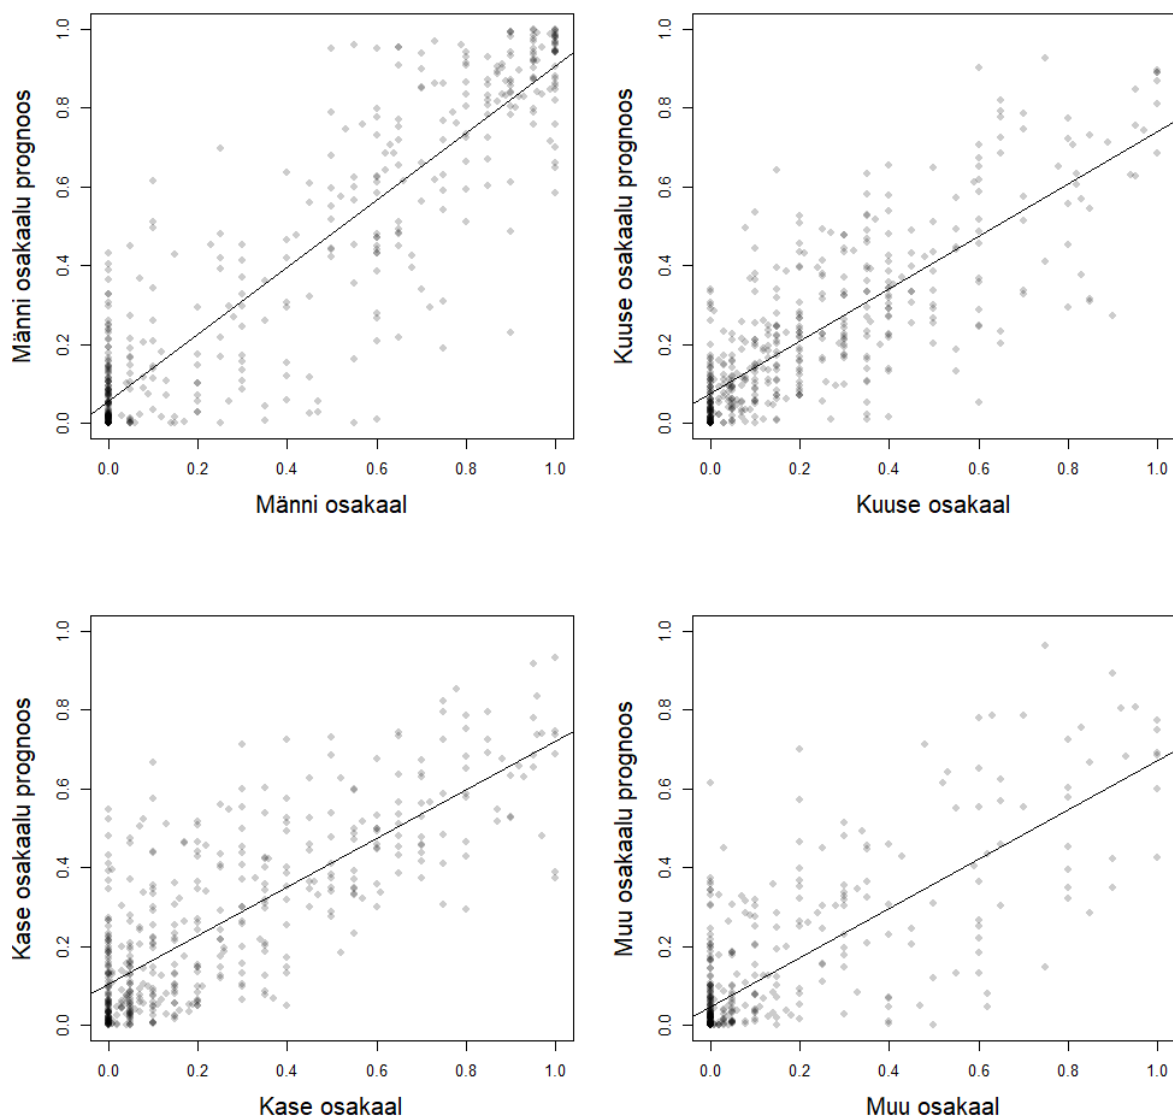 Männi osakaalu prognoos
1.0
0.8
0.6
0.4
0.2
0.0
0.0 0.2 0.4 0.6 0.8 1.0
Männi osakaal
Kuuse osakaalu prognoos
1.0
0.8
0.6
0.4
0.2
0.0
0.0 0.2 0.4 0.6 0.8 1.0
Kuuse osakaal
Kase osakaalu prognoos
1.0
0.8
0.6
0.4
0.2
0.0
0.0 0.2 0.4 0.6 0.8 1.0
Kase osakaal
Muu osakaalu prognoos
1.0
0.8
0.6
0.4
0.2
0.0
0.0 0.2 0.4 0.6 0.8 1.0
Muu osakaal